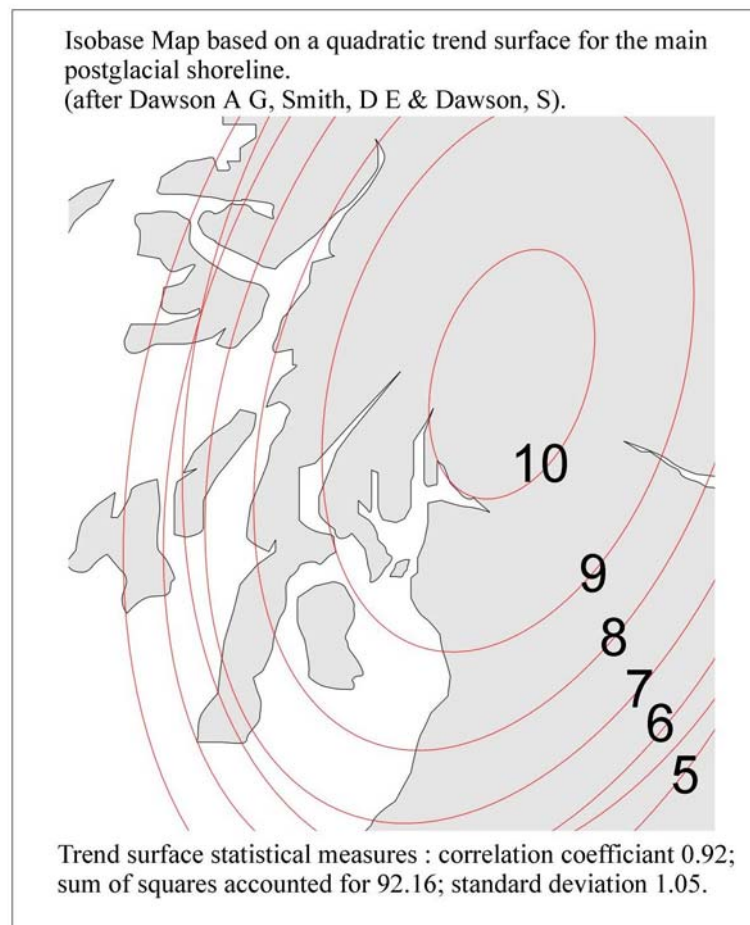 Isobase Map based on a quadratic trend surface for the main
postglacial shoreline.
(after Dawson A G, Smith, D E & Dawson, S).
10
9
8
7
6
5
Trend surface statistical measures : correlation coefficiant 0.92;
sum of squares accounted for 92.16; standard deviation 1.05.